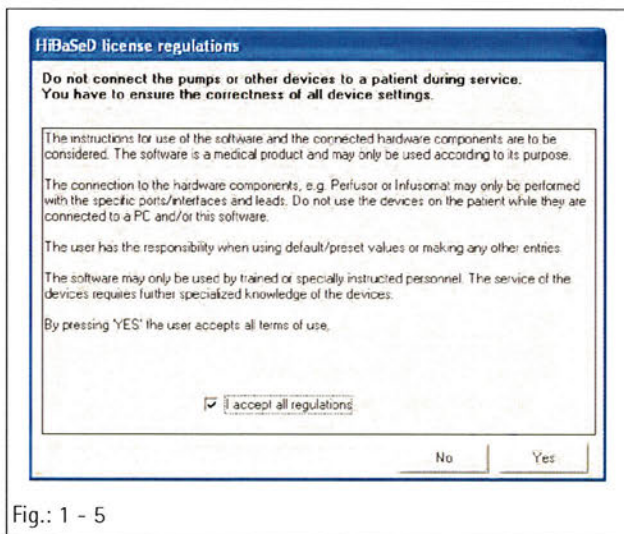 HiBaSeD license regulations
Do not connect the pumps or other devices to a patient during service.
You have to ensure the correctness of all device settings.
The instructions for use of the software and the connected hardware components are to be
considered. The software is a medical product and may only be used according to its purpose.
The connection to the hardware components, e.g. Perfusor or Infusomat may only be performed
with the specific ports/interfaces and leads. Do not use the devices on the patient while they are
connected to a PC and/or this software.
The user has the responsibility when using default/preset values or making any other entries.
The software may only be used by trained or specially instructed personnel. The service of the
devices requires further specialized knowledge of the devices.
By pressing 'YES' the user accepts all terms of use.
I accept all regulations
No Yes
Fig.: 1 - 5